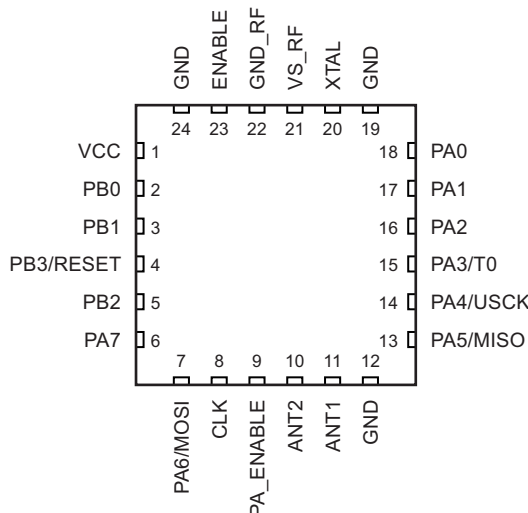 GND
ENABLE
GND_RF
VS_RF
XTAL
GND
24 23 22 21 20 19
VCC 1 18 PA0
PB0 2 17 PA1
PB1 3 16 PA2
PB3/RESET 4 15 PA3/T0
PB2 5 14 PA4/USCK
PA7 6 13 PA5/MISO
7 8 9 10 11 12
PA6/MOSI
CLK
PA_ENABLE
ANT2
ANT1
GND